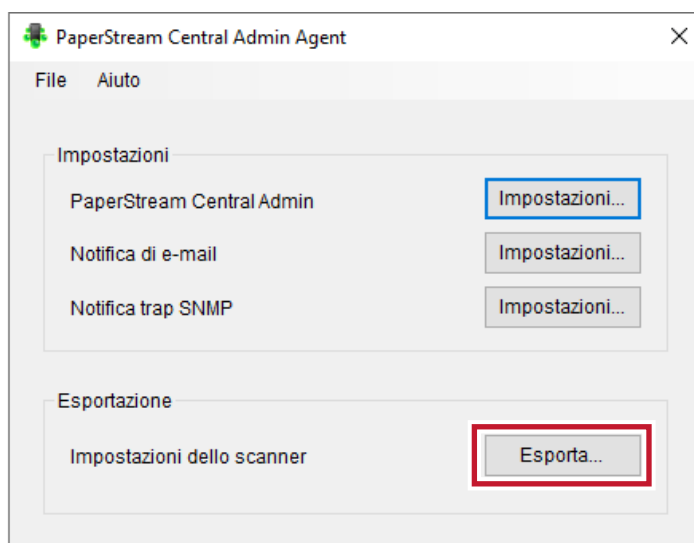 PaperStream Central Admin Agent
File Aiuto
Impostazioni
PaperStream Central Admin Impostazioni...
Notifica di e-mail Impostazioni...
Notifica trap SNMP Impostazioni...
Esportazione
Impostazioni dello scanner Esporta...